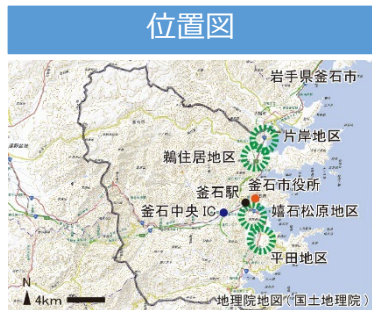 位置図
岩手県釜石市
片岸地区
鵜住居地区
釜石駅
釜石市役所
釜石中央IC
嬉石松原地区
平田地区
N
4km
地理院地図(国土地理院)